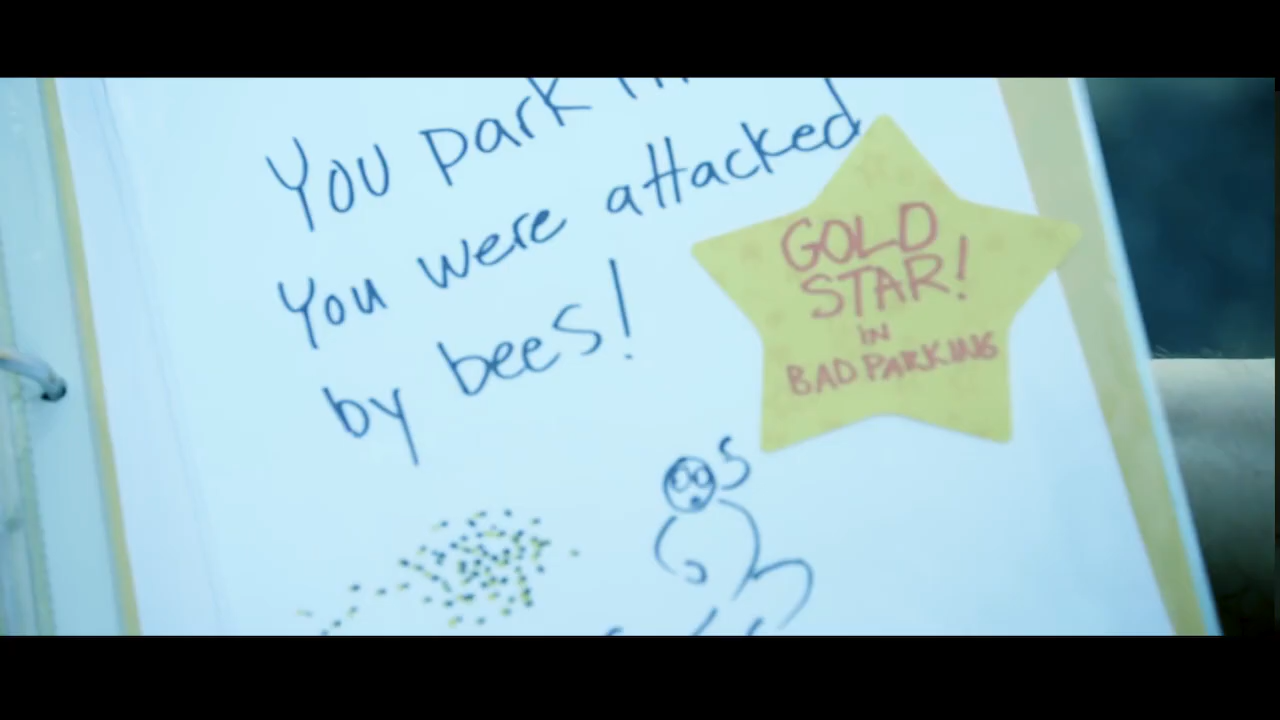 You park
You were attacked
by bees!
GOLD
STAR!
IN
BAD PARKING